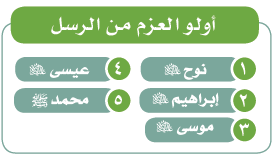 أولو العزم من الرسل
١ نوح ﷺ
٢ إبراهيم ﷺ
٣ موسى ﷺ
٤ عيسى ﷺ
٥ محمد ﷺ